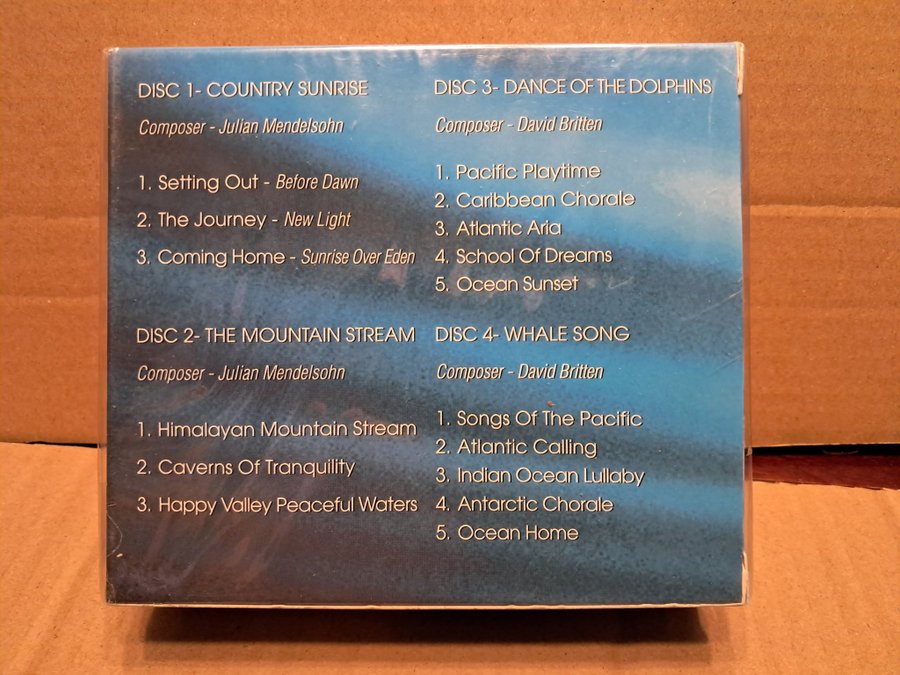 DISC 1- COUNTRY SUNRISE
Composer - Julian Mendelsohn
1. Setting Out - Before Dawn
2. The Journey - New Light
3. Coming Home - Sunrise Over Eden
DISC 2- THE MOUNTAIN STREAM
Composer - Julian Mendelsohn
1. Himalayan Mountain Stream
2. Caverns Of Tranquility
3. Happy Valley Peaceful Waters
DISC 3- DANCE OF THE DOLPHINS
Composer - David Britten
1. Pacific Playtime
2. Caribbean Chorale
3. Atlantic Aria
4. School Of Dreams
5. Ocean Sunset
DISC 4- WHALE SONG
Composer - David Britten
1. Songs Of The Pacific
2. Atlantic Calling
3. Indian Ocean Lullaby
4. Antarctic Chorale
5. Ocean Home